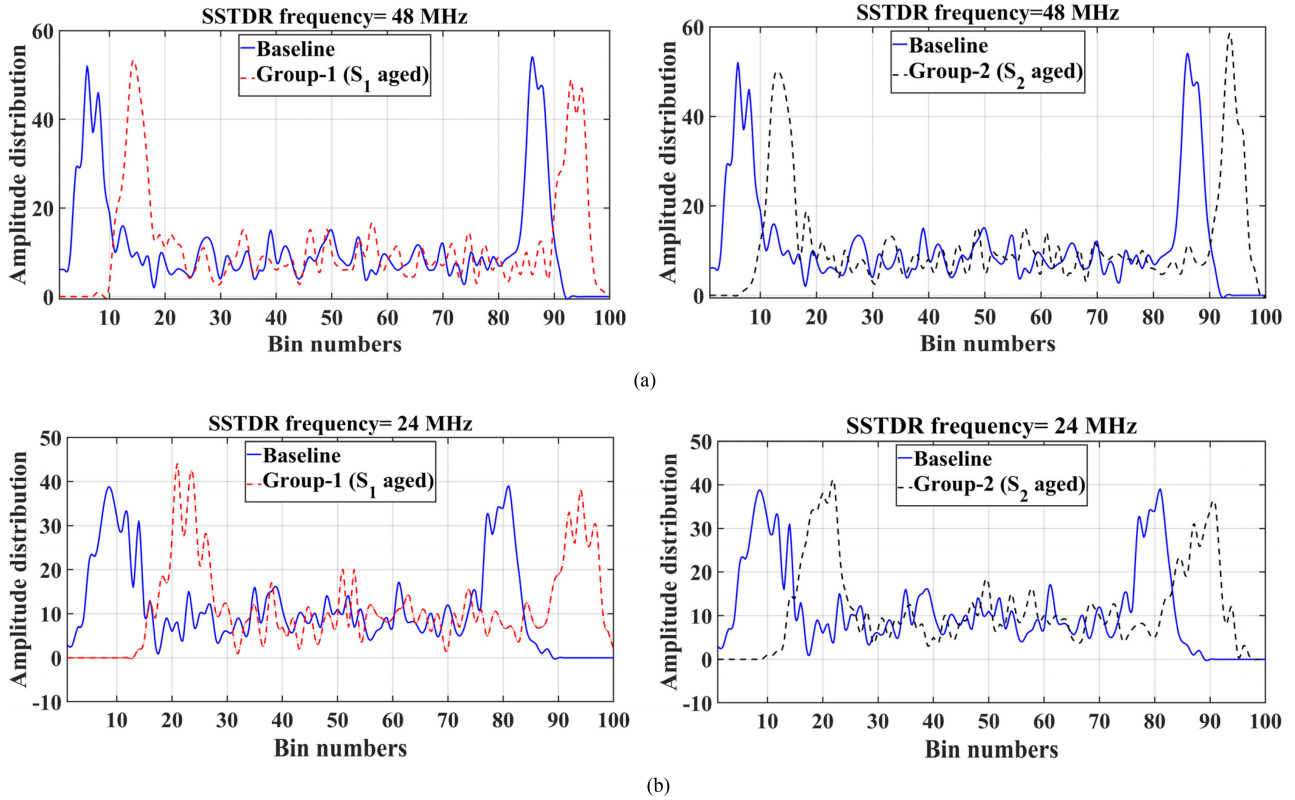 SSTDR frequency= 48 MHz
Amplitude distribution
60
40
20
0
Baseline
Group-1 (S1 aged)
10 20 30 40 50 60 70 80 90 100
Bin numbers
SSTDR frequency=48 MHz
Amplitude distribution
60
40
20
0
Baseline
Group-2 (S2 aged)
10 20 30 40 50 60 70 80 90 100
Bin numbers
(a)
SSTDR frequency= 24 MHz
Amplitude distribution
50
40
30
20
10
0
-10
Baseline
Group-1 (S1 aged)
10 20 30 40 50 60 70 80 90 100
Bin numbers
SSTDR frequency= 24 MHz
Amplitude distribution
50
40
30
20
10
0
-10
Baseline
Group-2 (S2 aged)
10 20 30 40 50 60 70 80 90 100
Bin numbers
(b)